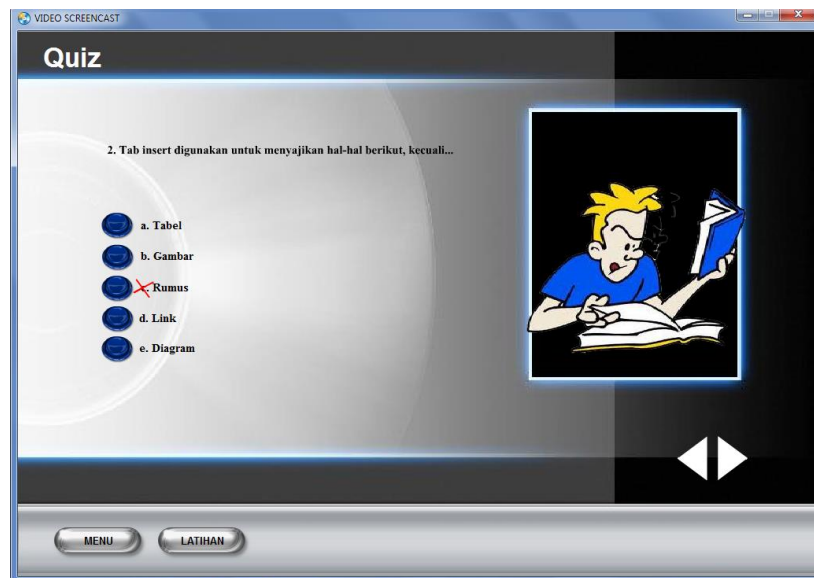 VIDEO SCREENCAST
Quiz
2. Tab insert digunakan untuk menyajikan hal-hal berikut, kecuali...
a. Tabel
b. Gambar
c. Rumus
d. Link
e. Diagram
MENU
LATIHAN